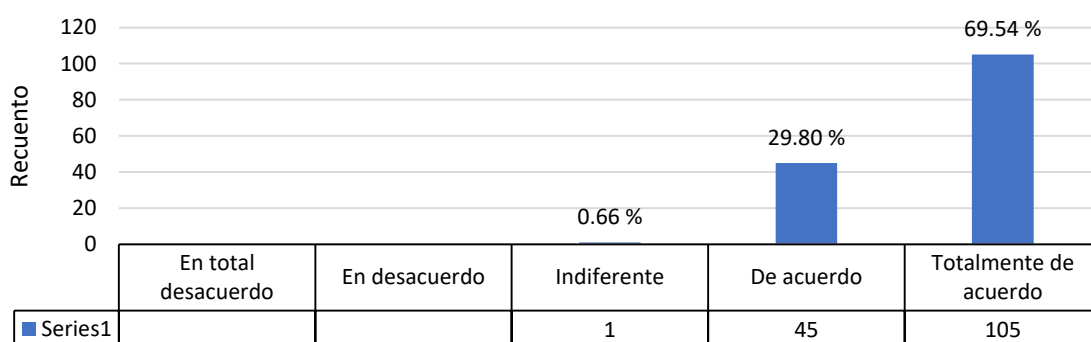 Recuento
120
100
80
60
40
20
0
69.54 %
29.80 %
0.66 %
En total
desacuerdo
En desacuerdo
Indiferente
De acuerdo
Totalmente de
acuerdo
Series1
1
45
105